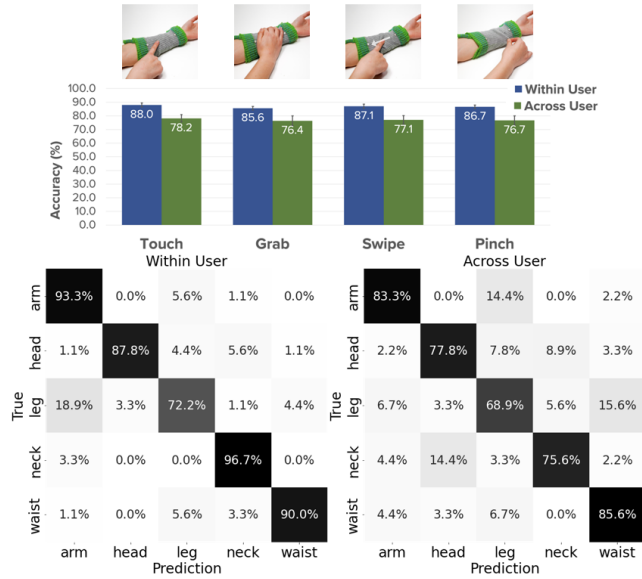 100.0
90.0
80.0
70.0
60.0
50.0
40.0
30.0
20.0
10.0
0.0
Accuracy (%)
Within User
Across User
88.0 78.2 85.6 76.4 87.1 77.1 86.7 76.7
Touch Grab Swipe Pinch
Within User
arm 93.3% 0.0% 5.6% 1.1% 0.0%
head 1.1% 87.8% 4.4% 5.6% 1.1%
True
leg 18.9% 3.3% 72.2% 1.1% 4.4%
neck 3.3% 0.0% 0.0% 96.7% 0.0%
waist 1.1% 0.0% 5.6% 3.3% 90.0%
arm head leg neck waist
Prediction
Across User
arm 83.3% 0.0% 14.4% 0.0% 2.2%
head 2.2% 77.8% 7.8% 8.9% 3.3%
True
leg 6.7% 3.3% 68.9% 5.6% 15.6%
neck 4.4% 14.4% 3.3% 75.6% 2.2%
waist 4.4% 3.3% 6.7% 0.0% 85.6%
arm head leg neck waist
Prediction